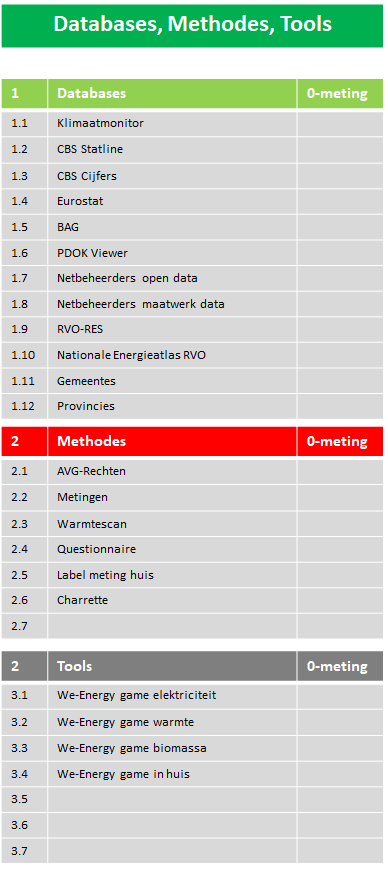 Databases, Methodes, Tools
1 Databases 0-meting
1.1 Klimaatmonitor
1.2 CBS Statline
1.3 CBS Cijfers
1.4 Eurostat
1.5 BAG
1.6 PDOK Viewer
1.7 Netbeheerders open data
1.8 Netbeheerders maatwerk data
1.9 RVO-RES
1.10 Nationale Energieatlas RVO
1.11 Gemeentes
1.12 Provincies
2 Methodes 0-meting
2.1 AVG-Rechten
2.2 Metingen
2.3 Warmtescan
2.4 Questionnaire
2.5 Label meting huis
2.6 Charrette
2.7
2 Tools 0-meting
3.1 We-Energy game elektriciteit
3.2 We-Energy game warmte
3.3 We-Energy game biomassa
3.4 We-Energy game in huis
3.5
3.6
3.7